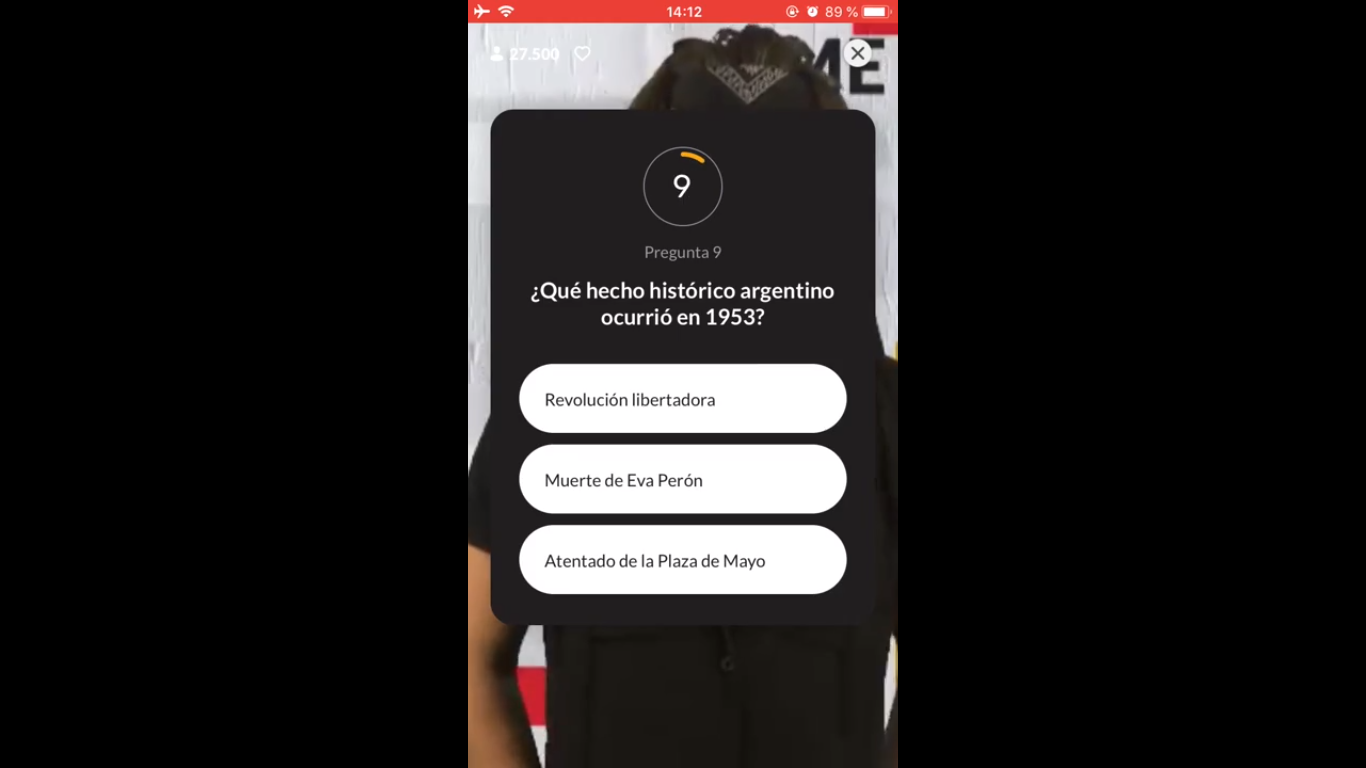 14:12
89 %
27.500
ME
9
Pregunta 9
¿Qué hecho histórico argentino
ocurrió en 1953?
Revolución libertadora
Muerte de Eva Perón
Atentado de la Plaza de Mayo